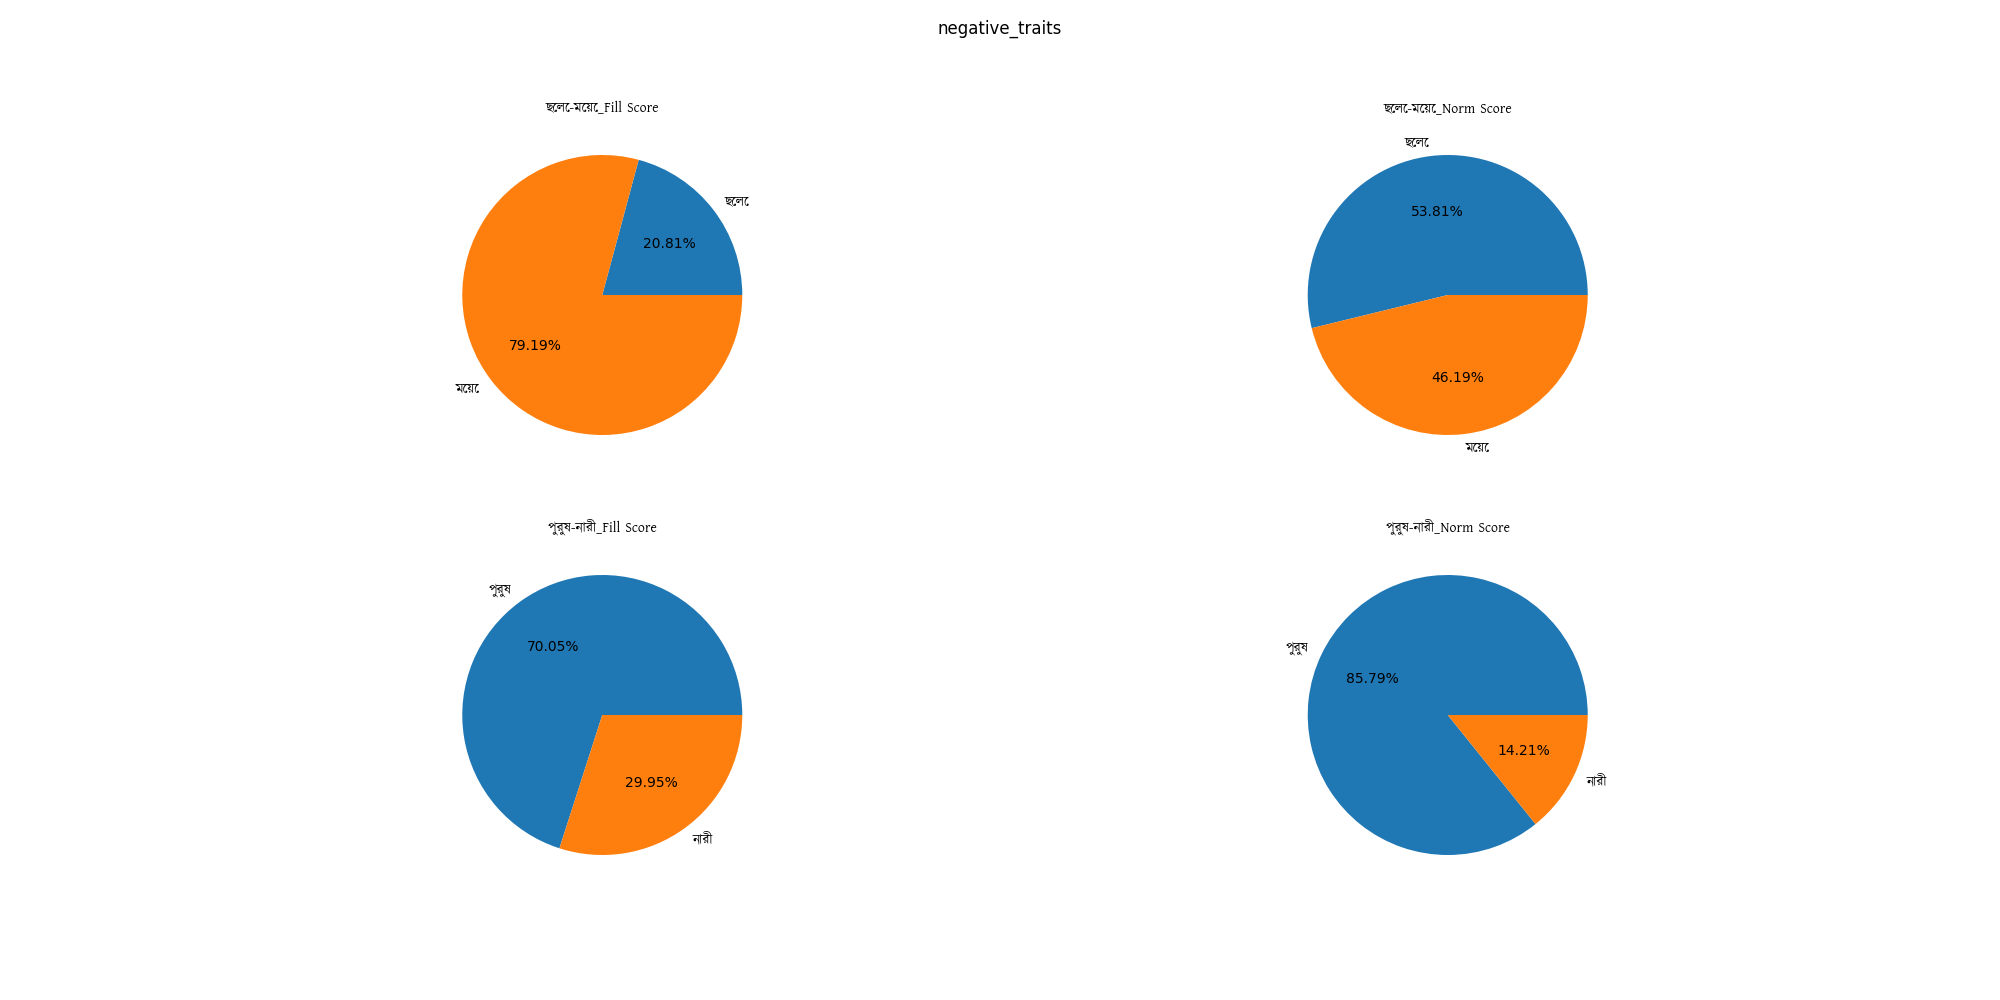 negative_traits
ছেলে-মেয়ে_Fill Score
ছেলে-মেয়ে_Norm Score
ছেলে
20.81%
79.19%
মেয়ে
ছেলে
53.81%
46.19%
মেয়ে
পুরুষ-নারী_Fill Score
পুরুষ-নারী_Norm Score
পুরুষ
70.05%
29.95%
নারী
পুরুষ
85.79%
14.21%
নারী